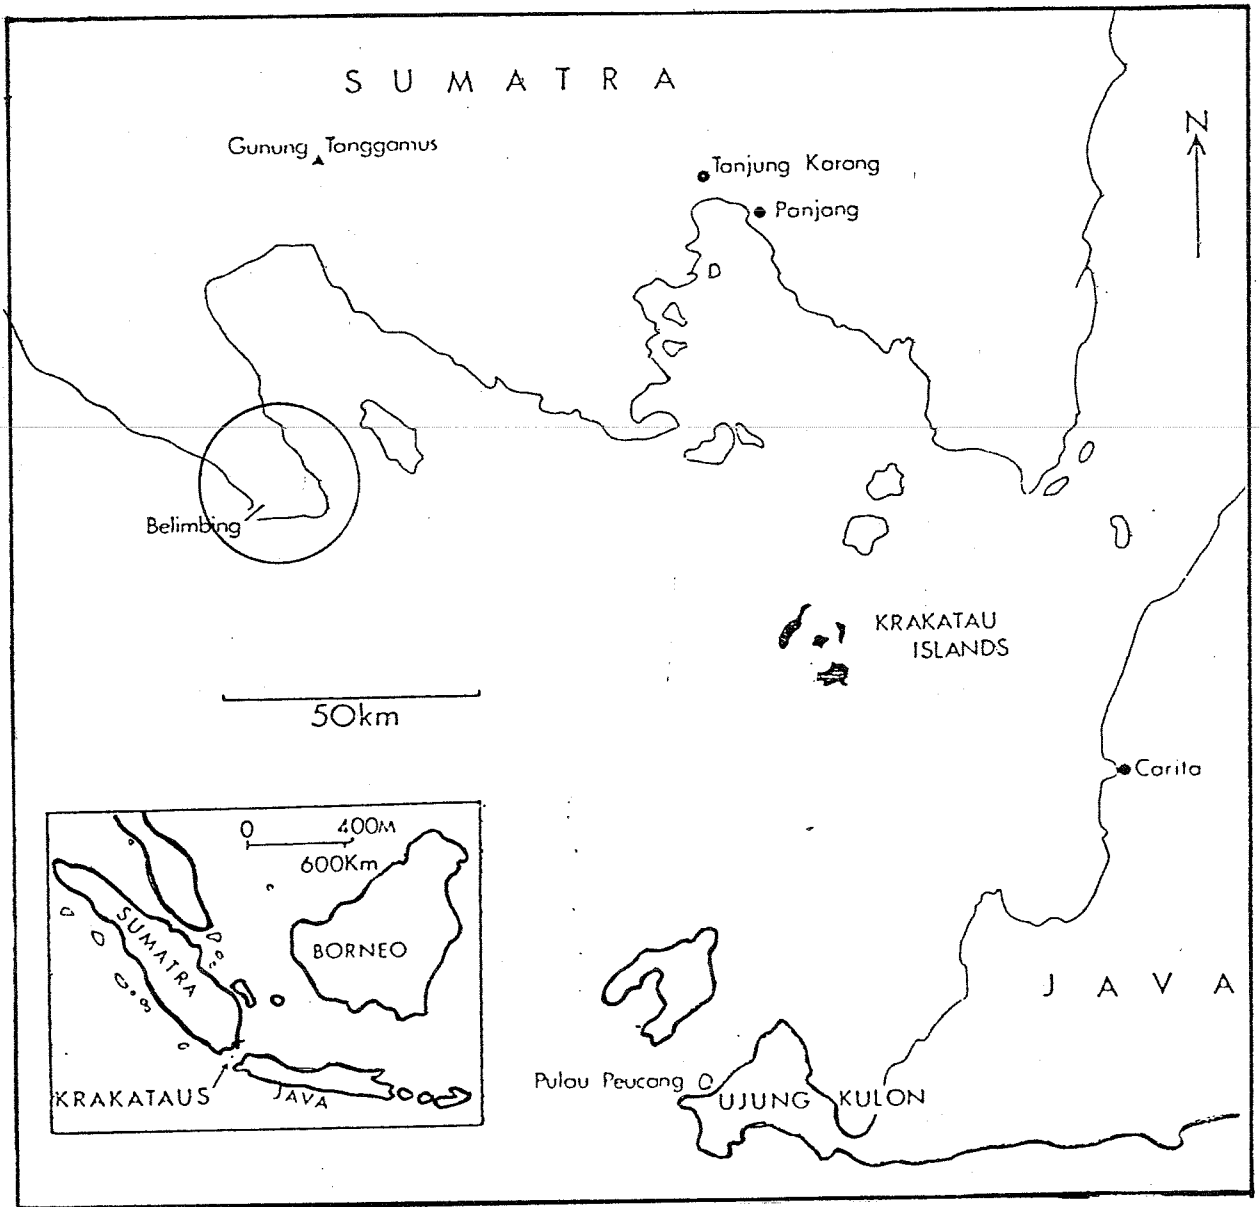 S U M A T R A
N
Gunung Tanggamus
Tanjung Karang
Panjang
Belimbing
KRAKATAU
ISLANDS
50km
Carita
0 400M
600Km
SUMATRA
BORNEO
J A V A
KRAKATAUS
JAVA
Pulau Peucang
UJUNG KULON